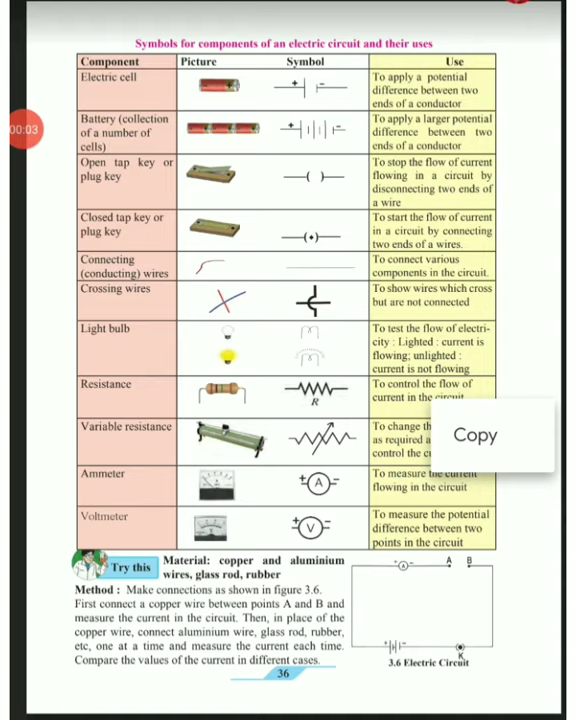 00:03
Symbols for components of an electric circuit and their uses
Component Picture Symbol Use
Electric cell
+ -
To apply a potential
difference between two
ends of a conductor
Battery (collection
of a number of
cells)
+ -
To apply a larger potential
difference between two
ends of a conductor
Open tap key or
plug key
To stop the flow of current
flowing in a circuit by
disconnecting two ends of
a wire
Closed tap key or
plug key
To start the flow of current
in a circuit by connecting
two ends of a wires.
Connecting
(conducting) wires
To connect various
components in the circuit.
Crossing wires
To show wires which cross
but are not connected
Light bulb
To test the flow of electri-
city : Lighted : current is
flowing; unlighted :
current is not flowing
Resistance
R
To control the flow of
current in the circuit
Variable resistance
To change th
as required a
control the c
Copy
Ammeter
+ A -
To measure the current
flowing in the circuit
Voltmeter
+ V -
To measure the potential
difference between two
points in the circuit
Try this
Material: copper and aluminium
wires, glass rod, rubber
Method : Make connections as shown in figure 3.6.
First connect a copper wire between points A and B and
measure the current in the circuit. Then, in place of the
copper wire, connect aluminium wire, glass rod, rubber,
etc, one at a time and measure the current each time.
Compare the values of the current in different cases.
+ A - A B
+ - K
3.6 Electric Circuit
36